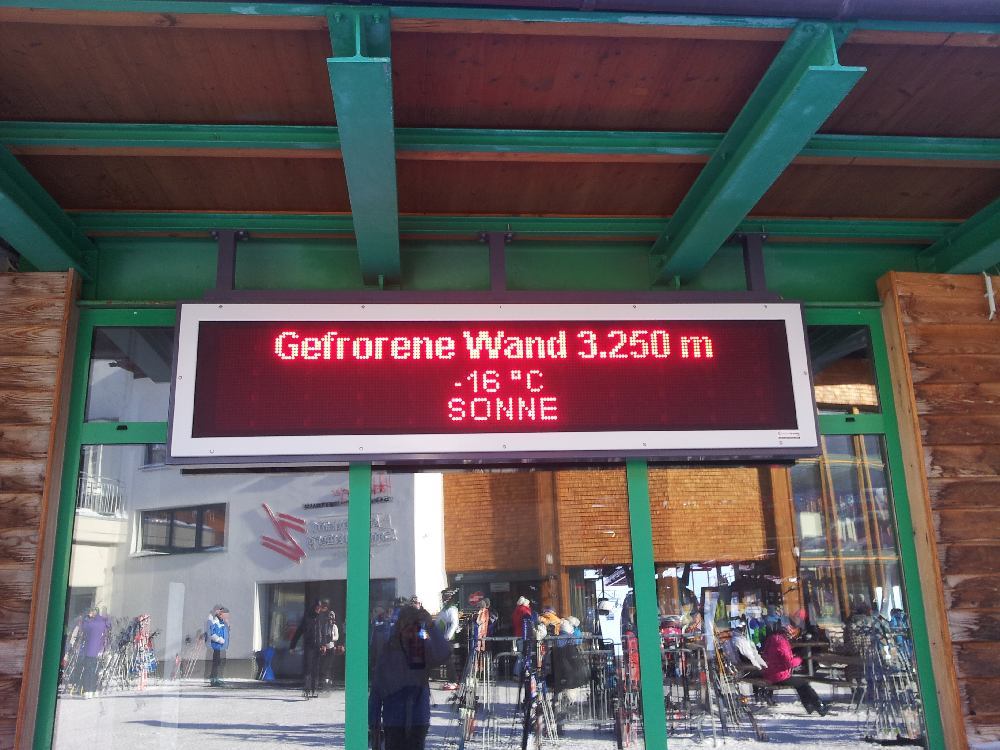 Gefrorene Wand 3.250 m
-16 °C
SONNE